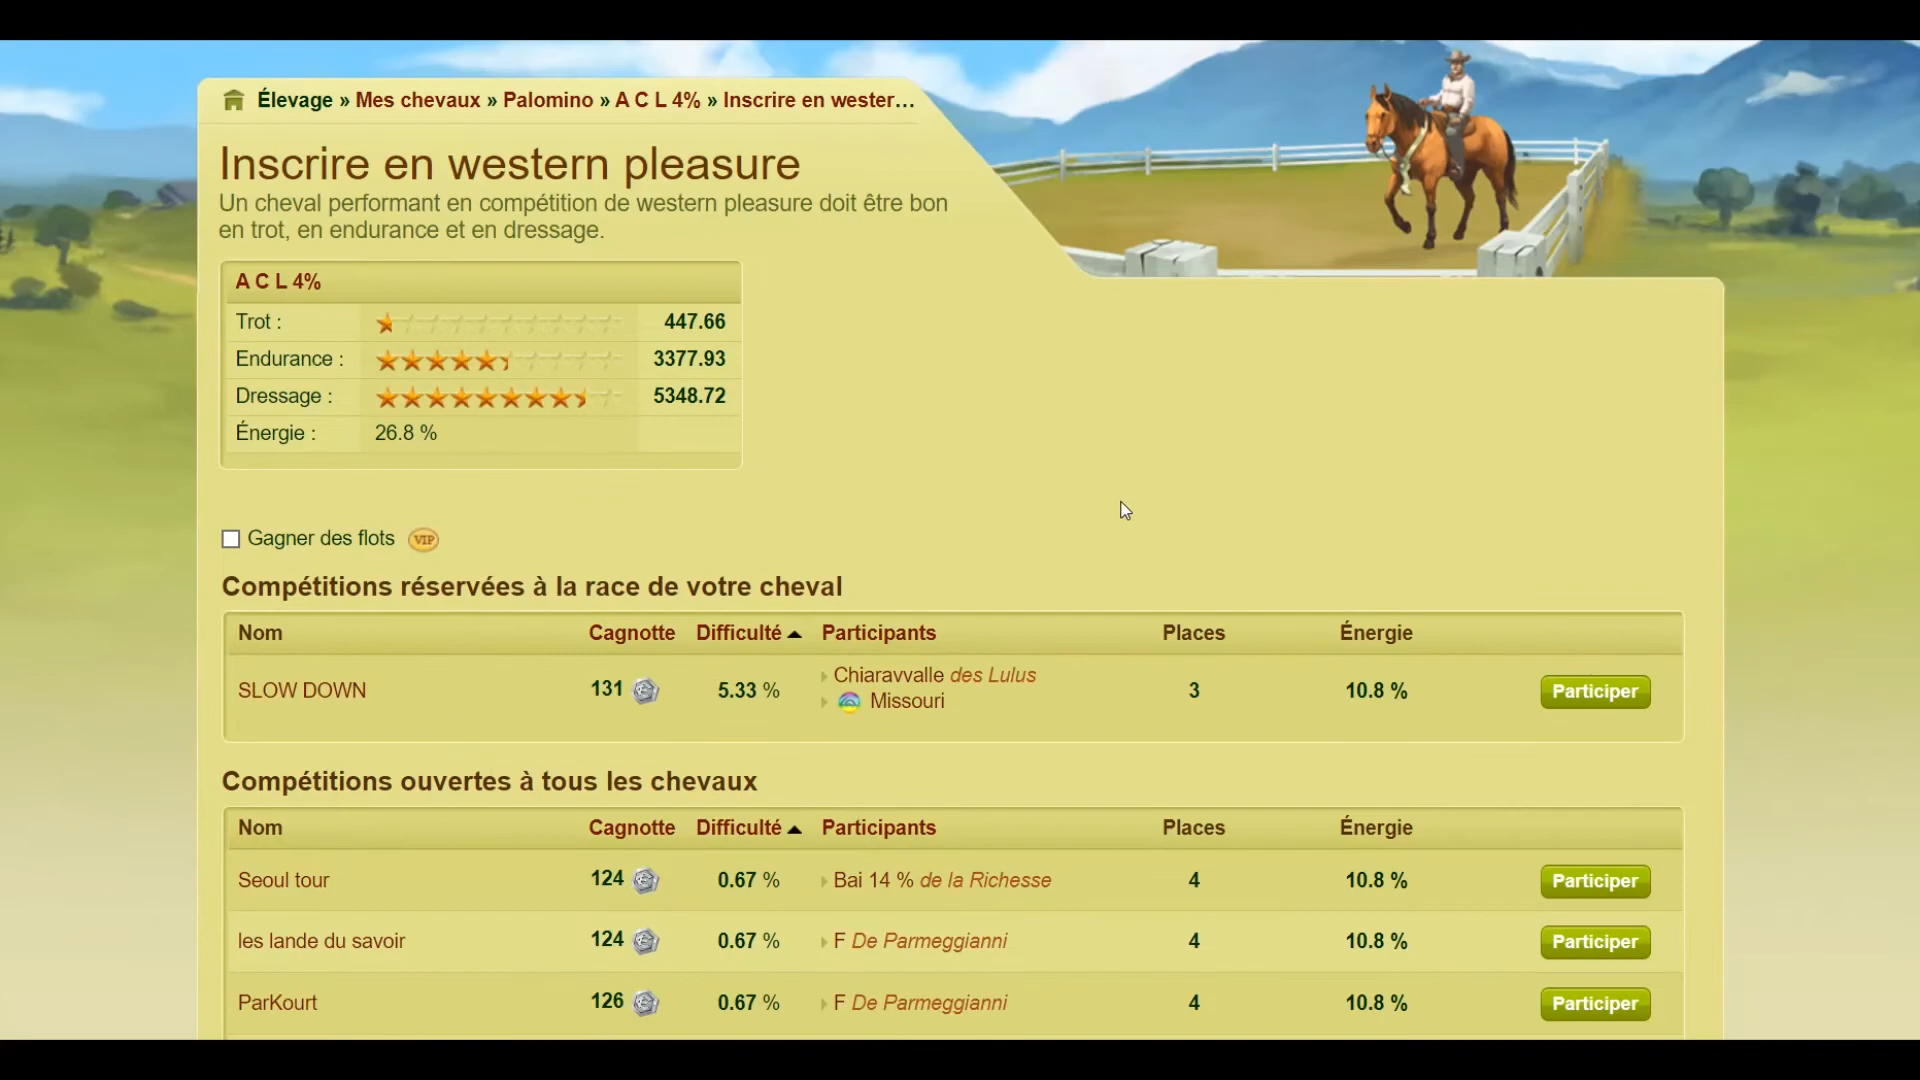 Élevage » Mes chevaux » Palomino » A C L 4% » Inscrire en wester...
Inscrire en western pleasure
Un cheval performant en compétition de western pleasure doit être bon
en trot, en endurance et en dressage.
A C L 4%
Trot : 447.66
Endurance : 3377.93
Dressage : 5348.72
Énergie : 26.8 %
Gagner des flots VIP
Compétitions réservées à la race de votre cheval
Nom Cagnotte Difficulté Participants Places Énergie
SLOW DOWN 131 5.33 % Chiaravvalle des Lulus 3 10.8 % Participer
Missouri
Compétitions ouvertes à tous les chevaux
Nom Cagnotte Difficulté Participants Places Énergie
Seoul tour 124 0.67 % Bai 14 % de la Richesse 4 10.8 % Participer
les lande du savoir 124 0.67 % F De Parmeggianni 4 10.8 % Participer
ParKourt 126 0.67 % F De Parmeggianni 4 10.8 % Participer